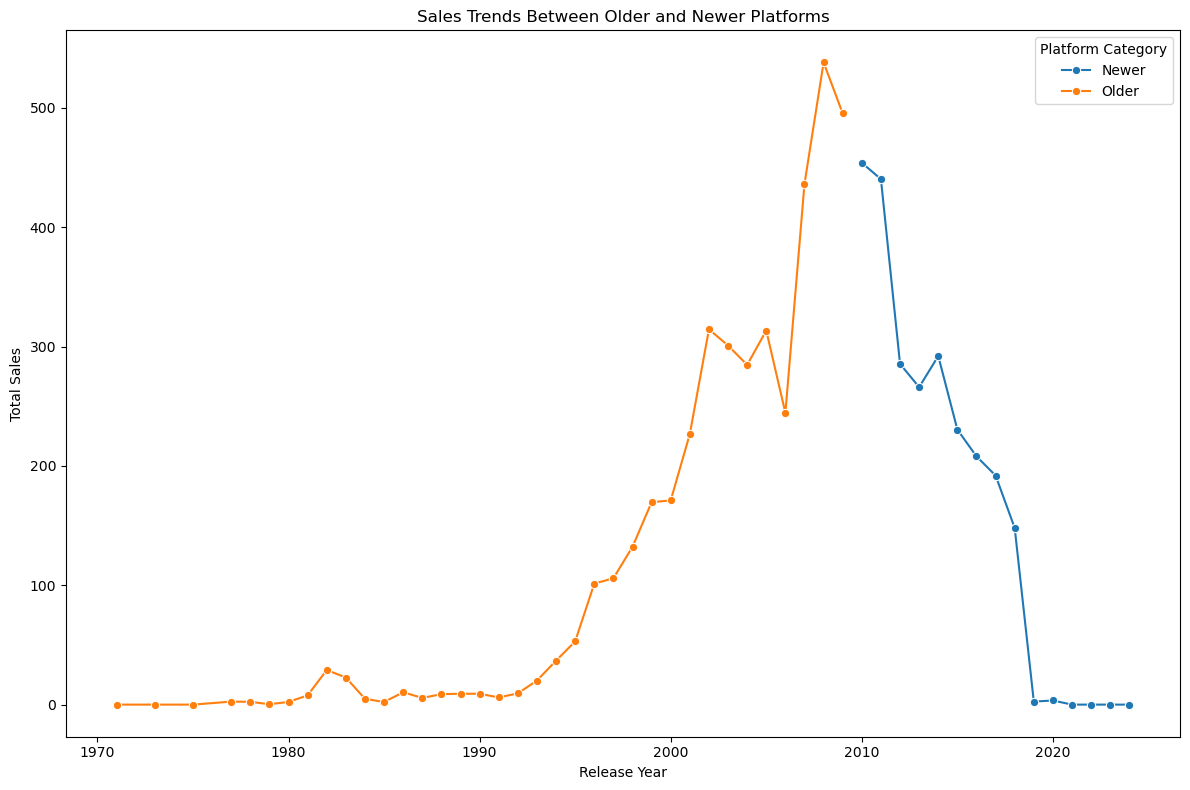 Sales Trends Between Older and Newer Platforms
Platform Category
Newer
Older
Total Sales
500
400
300
200
100
0
1970
1980
1990
2000
2010
2020
Release Year